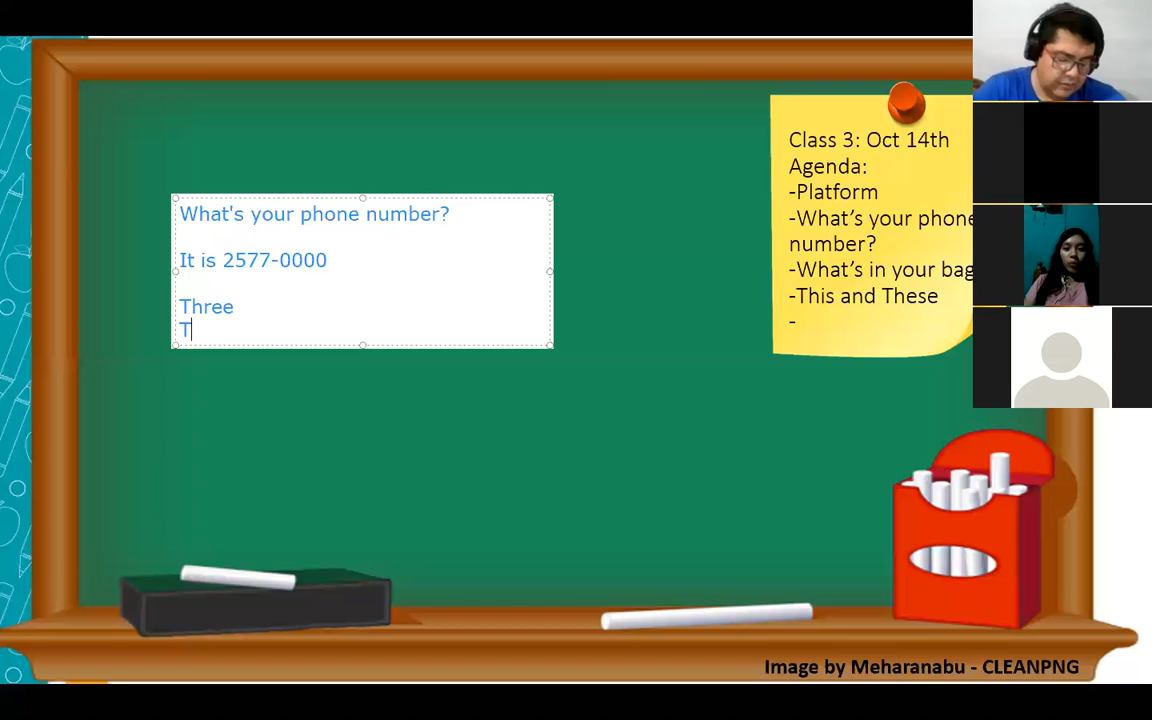 What's your phone number?
It is 2577-0000
Three
T
Class 3: Oct 14th
Agenda:
-Platform
-What’s your phone
number?
-What’s in your bag
-This and These
-
Image by Meharanabu - CLEANPNG